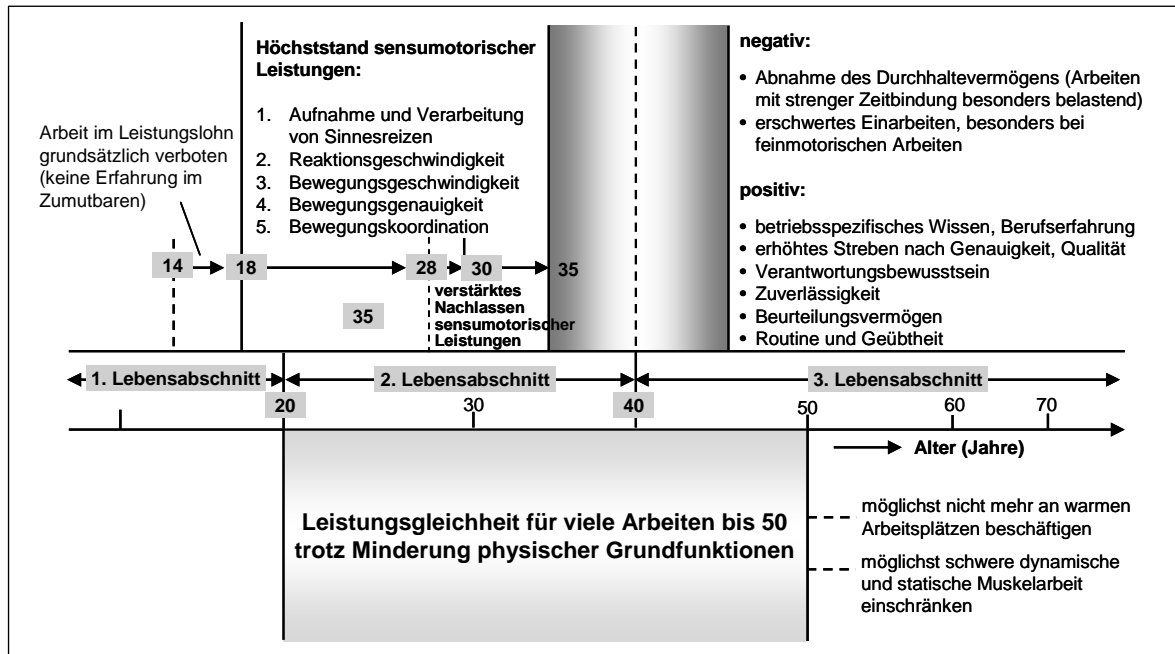 Höchststand sensumotorischer
Leistungen:
1. Aufnahme und Verarbeitung
von Sinnesreizen
2. Reaktionsgeschwindigkeit
3. Bewegungsgeschwindigkeit
4. Bewegungsgenauigkeit
5. Bewegungskoordination
Arbeit im Leistungslohn
grundsätzlich verboten
(keine Erfahrung im
Zumutbaren)
14
18
28
30
35
verstärktes
Nachlassen
sensumotorischer
Leistungen
35
negativ:
• Abnahme des Durchhaltevermögens (Arbeiten
mit strenger Zeitbindung besonders belastend)
• erschwertes Einarbeiten, besonders bei
feinmotorischen Arbeiten
positiv:
• betriebsspezifisches Wissen, Berufserfahrung
• erhöhtes Streben nach Genauigkeit, Qualität
• Verantwortungsbewusstsein
• Zuverlässigkeit
• Beurteilungsvermögen
• Routine und Geübtheit
1. Lebensabschnitt
2. Lebensabschnitt
3. Lebensabschnitt
20
30
40
50
60
70
Alter (Jahre)
Leistungsgleichheit für viele Arbeiten bis 50
trotz Minderung physischer Grundfunktionen
möglichst nicht mehr an warmen
Arbeitsplätzen beschäftigen
möglichst schwere dynamische
und statische Muskelarbeit
einschränken